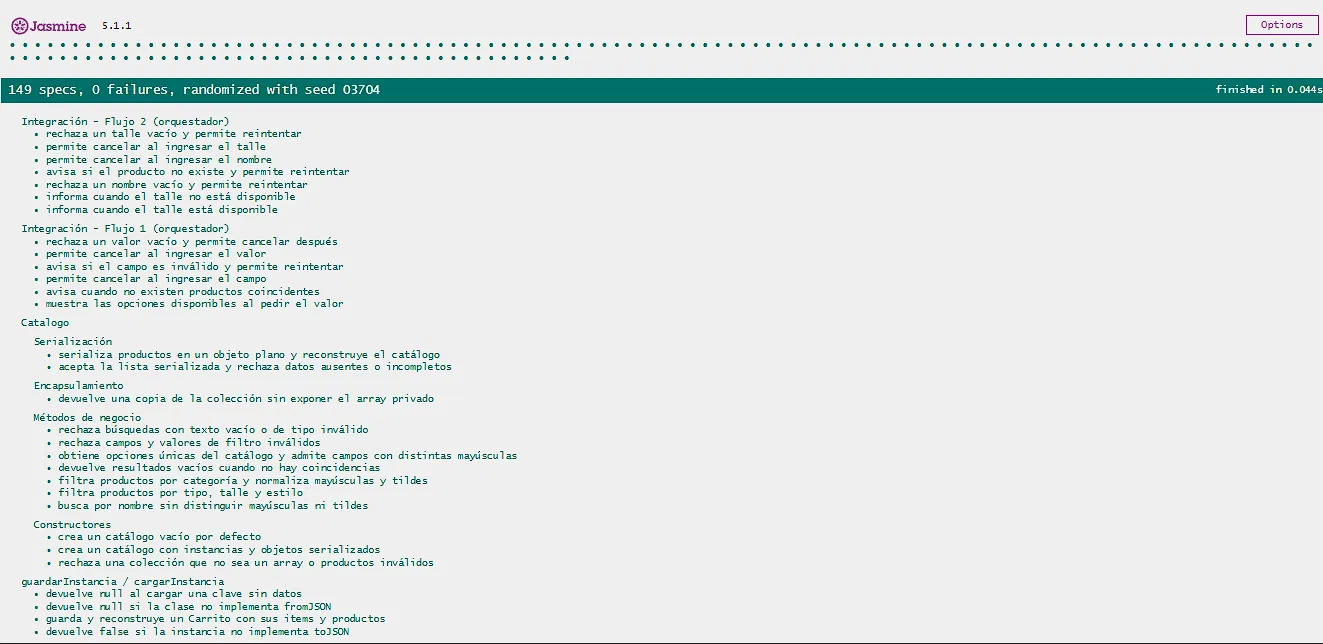 Jasmine 5.1.1 Options
149 specs, 0 failures, randomized with seed 03704 finished in 0.044s
Integración - Flujo 2 (orquestador)
• rechaza un talle vacío y permite reintentar
• permite cancelar al ingresar el talle
• permite cancelar al ingresar el nombre
• avisa si el producto no existe y permite reintentar
• rechaza un nombre vacío y permite reintentar
• informa cuando el talle no está disponible
• informa cuando el talle está disponible
Integración - Flujo 1 (orquestador)
• rechaza un valor vacío y permite cancelar después
• permite cancelar al ingresar el valor
• avisa si el campo es inválido y permite reintentar
• permite cancelar al ingresar el campo
• avisa cuando no existen productos coincidentes
• muestra las opciones disponibles al pedir el valor
Catalogo
Serialización
• serializa productos en un objeto plano y reconstruye el catálogo
• acepta la lista serializada y rechaza datos ausentes o incompletos
Encapsulamiento
• devuelve una copia de la colección sin exponer el array privado
Métodos de negocio
• rechaza búsquedas con texto vacío o de tipo inválido
• rechaza campos y valores de filtro inválidos
• obtiene opciones únicas del catálogo y admite campos con distintas mayúsculas
• devuelve resultados vacíos cuando no hay coincidencias
• filtra productos por categoría y normaliza mayúsculas y tildes
• filtra productos por tipo, talle y estilo
• busca por nombre sin distinguir mayúsculas ni tildes
Constructores
• crea un catálogo vacío por defecto
• crea un catálogo con instancias y objetos serializados
• rechaza una colección que no sea un array o productos inválidos
guardarInstancia / cargarInstancia
• devuelve null al cargar una clave sin datos
• devuelve null si la clase no implementa fromJSON
• guarda y reconstruye un Carrito con sus items y productos
• devuelve false si la instancia no implementa toJSON